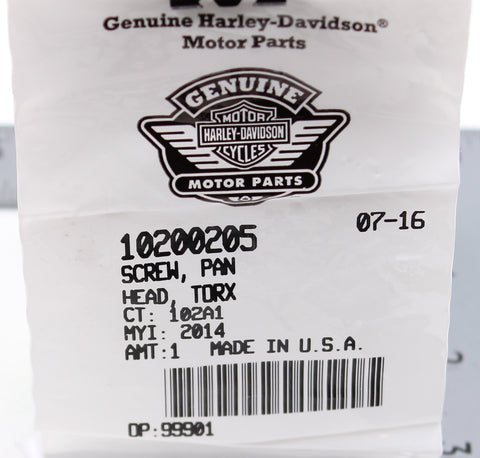 Genuine Harley-Davidson®
Motor Parts
GENUINE
MOTOR
HARLEY-DAVIDSON
CYCLES
MOTOR PARTS
07-16
10200205
SCREW, PAN
HEAD, TORX
CT: 102A1
MYI: 2014
AMT:1 MADE IN U.S.A.
DP:99901